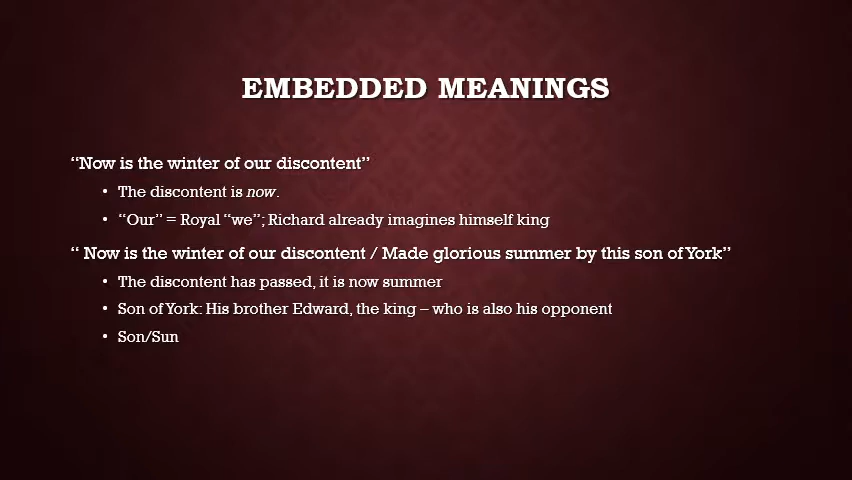 EMBEDDED MEANINGS
“Now is the winter of our discontent”
• The discontent is now.
• “Our” = Royal “we”; Richard already imagines himself king
“ Now is the winter of our discontent / Made glorious summer by this son of York”
• The discontent has passed, it is now summer
• Son of York: His brother Edward, the king – who is also his opponent
• Son/Sun